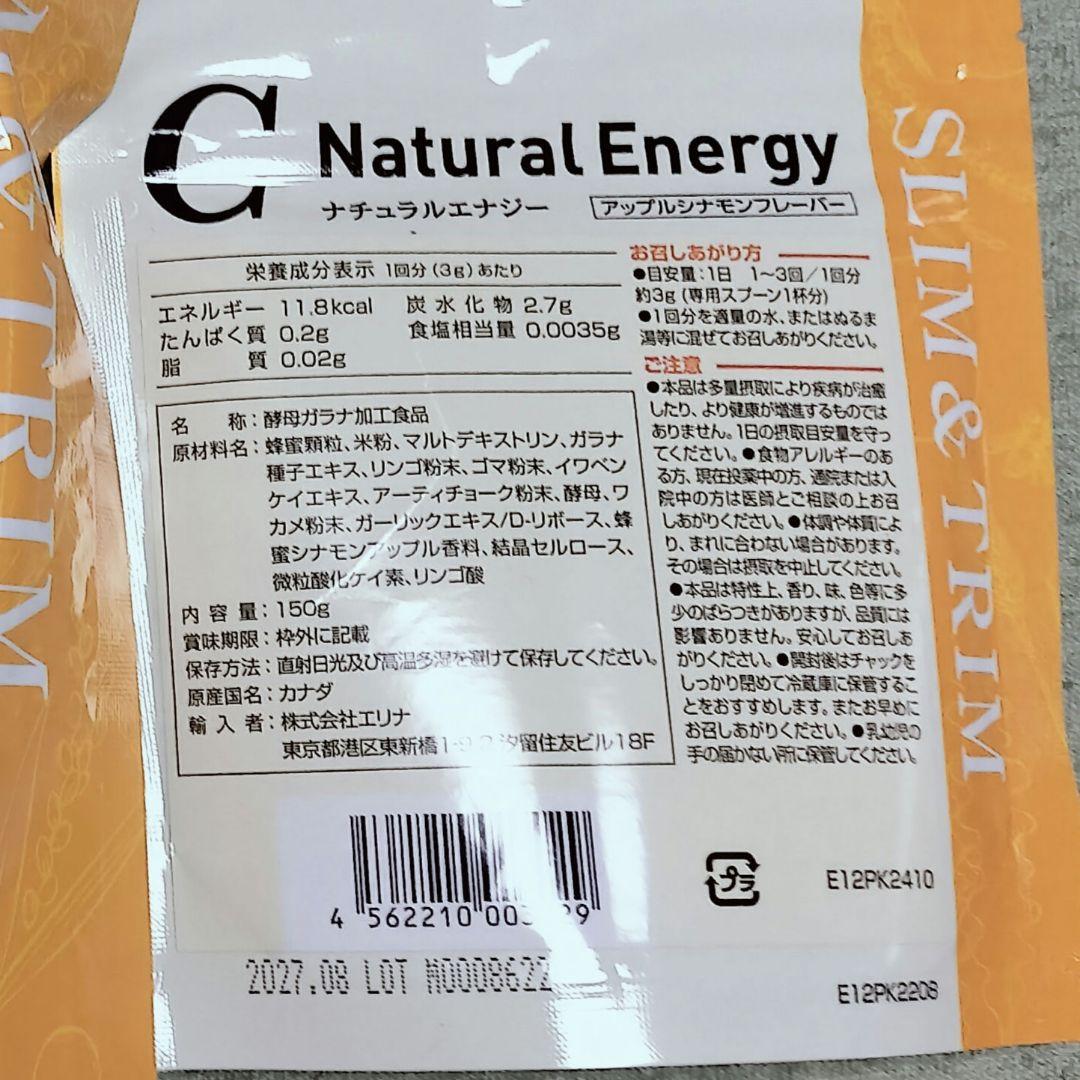 C Natural Energy
ナチュラルエナジー
アップルシナモンフレーバー
栄養成分表示 1回分(3g)あたり
エネルギー 11.8kcal 炭水化物 2.7g
たんぱく質 0.2g 食塩相当量 0.0035g
脂質 0.02g
名称:酵母ガラナ加工食品
原材料名:蜂蜜顆粒、米粉、マルトデキストリン、ガラナ
種子エキス、リンゴ粉末、ゴマ粉末、イワベン
ケイエキス、アーティチョーク粉末、酵母、ワ
カメ粉末、ガーリックエキス/D-リボース、蜂
蜜シナモンアップル香料、結晶セルロース、
微粒酸化ケイ素、リンゴ酸
内容量:150g
賞味期限:枠外に記載
保存方法:直射日光及び高温多湿を避けて保存してください。
原産国名:カナダ
輸入者:株式会社エリナ
東京都港区東新橋 汐留住友ビル18F
お召しあがり方
●目安量:1日 1~3回/1回分
約3g(専用スプーン1杯分)
●1回分を適量の水、またはぬるま
湯等に混ぜてお召しあがりください。
ご注意
●本品は多量摂取により疾病が治癒
したり、より健康が増進するものでは
ありません。1日の摂取目安量を守っ
てください。●食物アレルギーのあ
る方、現在投薬中の方、通院または入
院中の方は医師とご相談の上お召
しあがりください。●体調や体質によ
り、まれに合わない場合があります。
その場合は摂取を中止してください。
●本品は特性上、香り、味、色等に多
少のばらつきがありますが、品質には
影響ありません。安心してお召しあ
がりください。●開封後はチャックを
しっかり閉めて冷蔵庫に保管するこ
とをおすすめします。またお早めに
お召しあがりください。●乳幼児の
手の届かない所に保管してください。
4 562210
プラ
E12PK2410
2027.08 LOT M0008622
E12PK2208
SLIM & TRIM
& TRIM